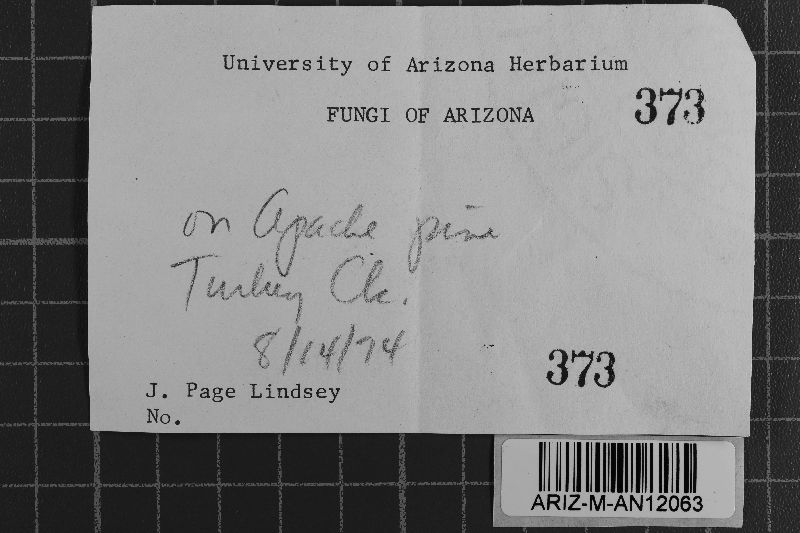 University of Arizona Herbarium
FUNGI OF ARIZONA
373
on Apache pine
Turkey Ck.
8/14/74
373
J. Page Lindsey
No.
ARIZ-M-AN12063